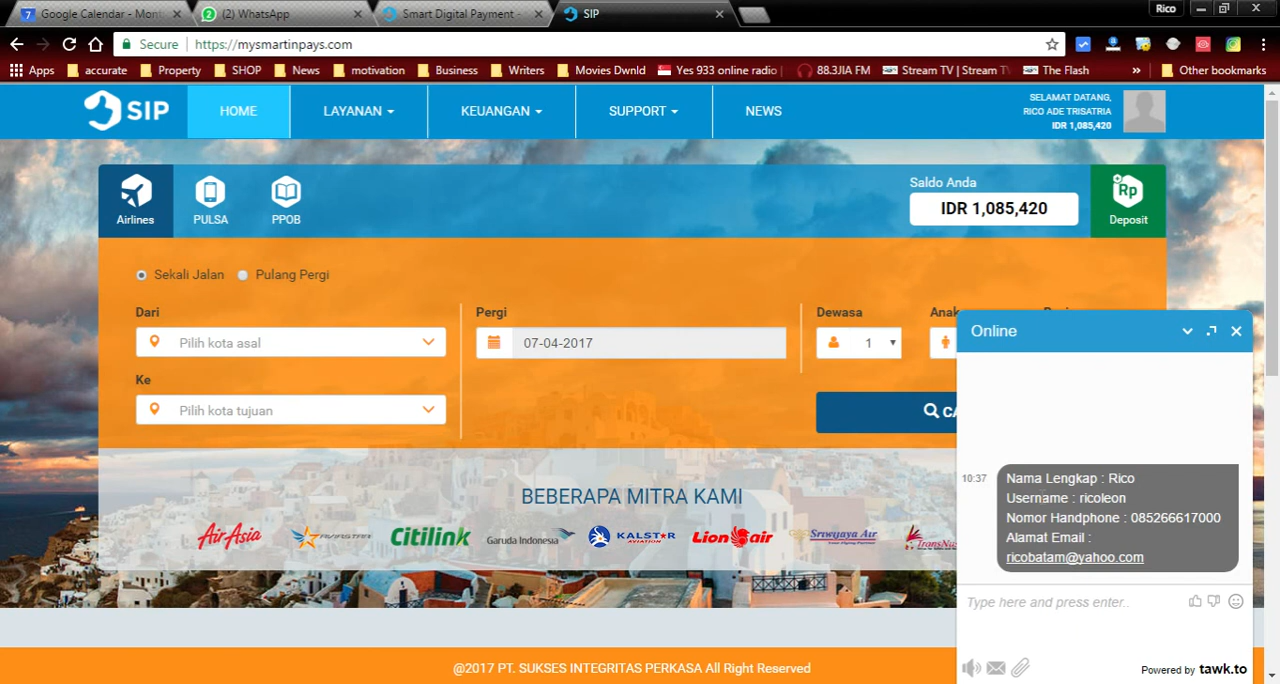 Google Calendar - Mont
(2) WhatsApp
Smart Digital Payment -
SIP
Rico
Secure
https://mysmartinpays.com
Apps
accurate
Property
SHOP
News
motivation
Business
Writers
Movies Dwnld
Yes 933 online radio
88.3JIA FM
Stream TV | Stream T
The Flash
»
Other bookmarks
SIP
HOME
LAYANAN
KEUANGAN
SUPPORT
NEWS
SELAMAT DATANG,
RICO ADE TRISATRIA
IDR 1,085,420
Airlines
PULSA
PPOB
Saldo Anda
IDR 1,085,420
Rp
Deposit
Sekali Jalan
Pulang Pergi
Dari
Pilih kota asal
Ke
Pilih kota tujuan
Pergi
07-04-2017
Dewasa
1
Anak
CA
BEBERAPA MITRA KAMI
AirAsia
Citilink
Garuda Indonesia
KALSTAR
AVIATION
Lion air
Sriwijaya Air
TransNus
@2017 PT. SUKSES INTEGRITAS PERKASA All Right Reserved
Online
10:37
Nama Lengkap : Rico
Username : ricoleon
Nomor Handphone : 085266617000
Alamat Email :
ricobatam@yahoo.com
Type here and press enter..
Powered by tawk.to